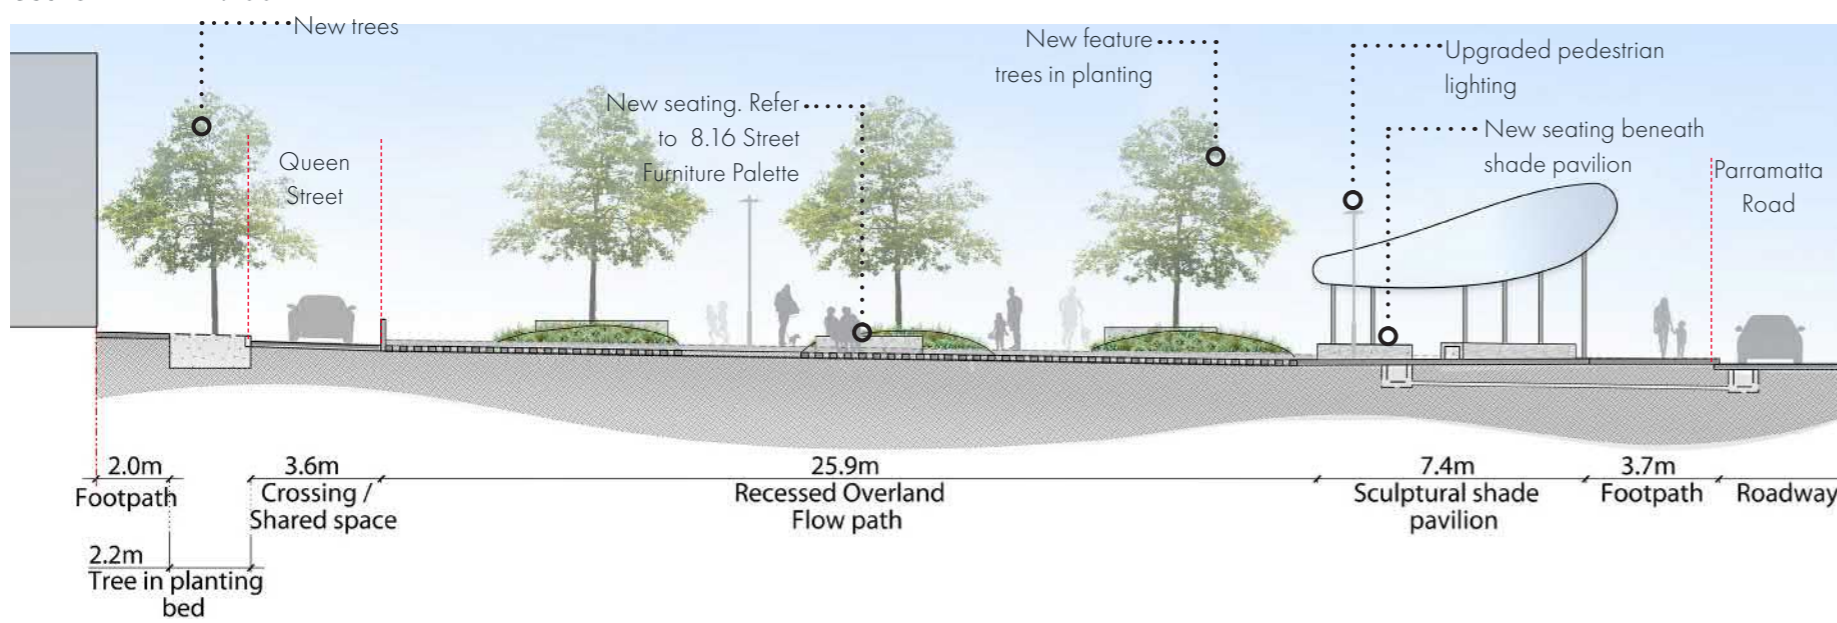 New trees
New feature
trees in planting
Upgraded pedestrian
lighting
New seating. Refer
to 8.16 Street
Furniture Palette
New seating beneath
shade pavilion
Queen
Street
Parramatta
Road
2.0m
Footpath
3.6m
Crossing /
Shared space
25.9m
Recessed Overland
Flow path
7.4m
Sculptural shade
pavilion
3.7m
Footpath
Roadway
2.2m
Tree in planting
bed